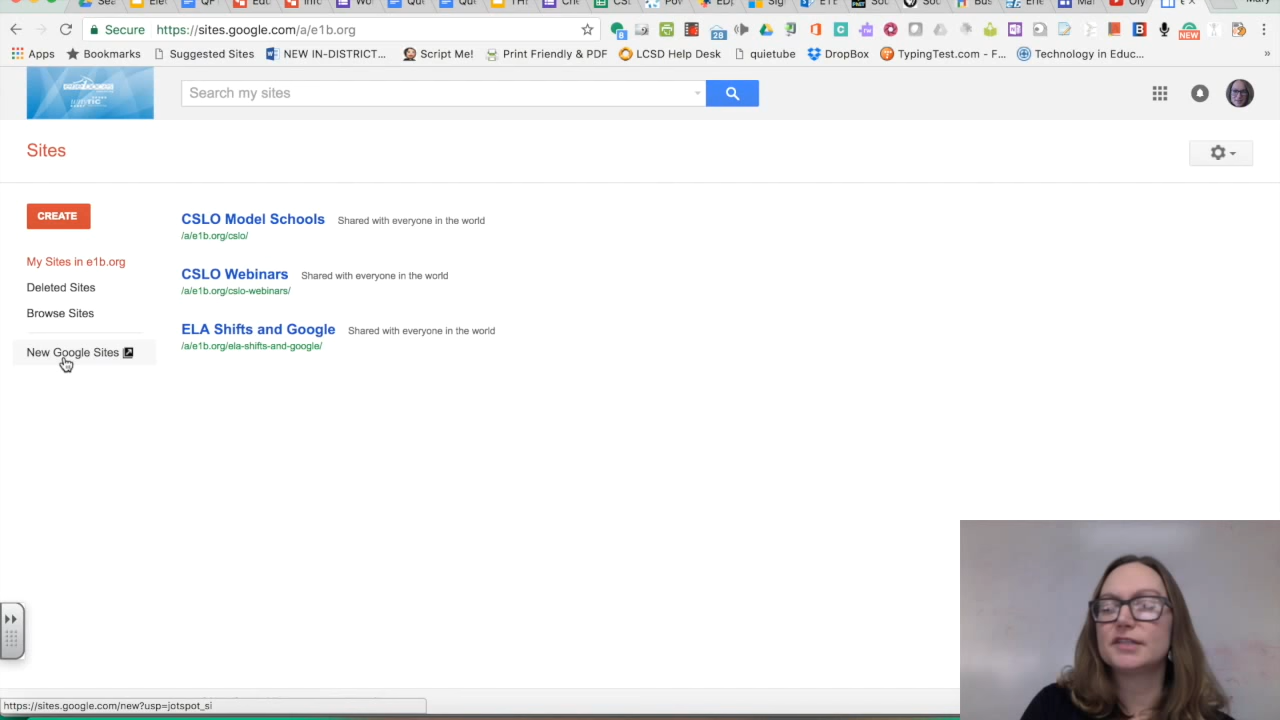 Secure https://sites.google.com/a/e1b.org
8
28
NEW
Apps Bookmarks Suggested Sites NEW IN-DISTRICT... Script Me! Print Friendly & PDF LCSD Help Desk quietube DropBox TypingTest.com - F... Technology in Educ... »
Search my sites
Sites
CREATE
My Sites in e1b.org
Deleted Sites
Browse Sites
New Google Sites
CSLO Model Schools Shared with everyone in the world
/a/e1b.org/cslo/
CSLO Webinars Shared with everyone in the world
/a/e1b.org/cslo-webinars/
ELA Shifts and Google Shared with everyone in the world
/a/e1b.org/ela-shifts-and-google/
https://sites.google.com/new?usp=jotspot_si